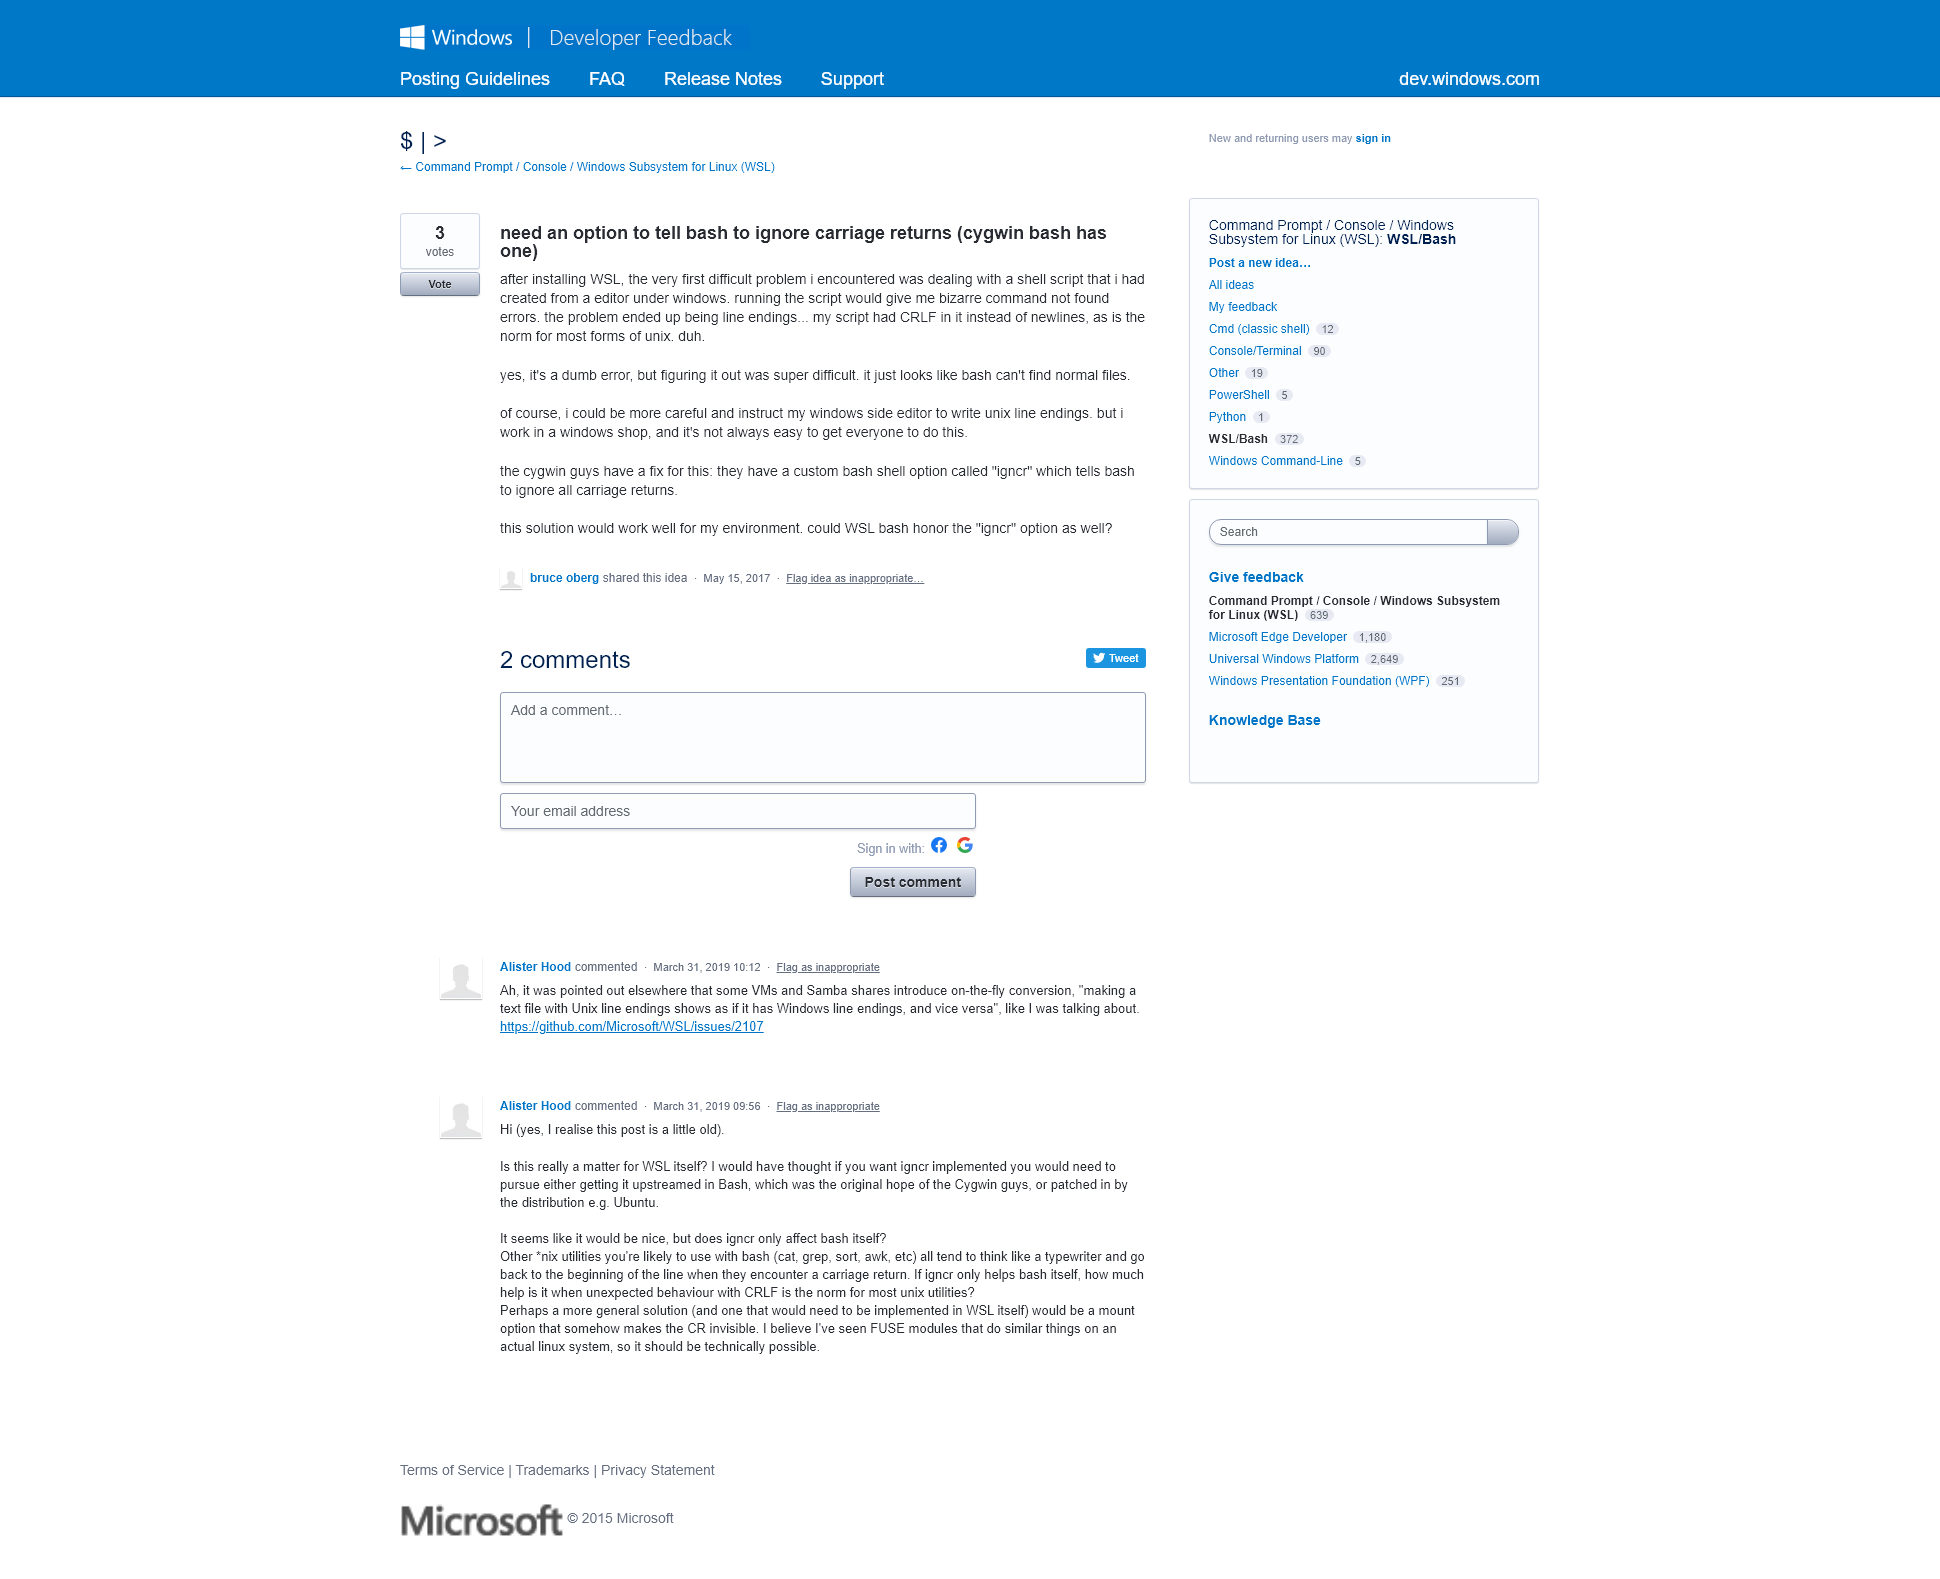 Windows | Developer Feedback
Posting Guidelines FAQ Release Notes Support dev.windows.com
$ | >
← Command Prompt / Console / Windows Subsystem for Linux (WSL)
3
votes
Vote
need an option to tell bash to ignore carriage returns (cygwin bash has
one)
after installing WSL, the very first difficult problem i encountered was dealing with a shell script that i had
created from a editor under windows. running the script would give me bizarre command not found
errors. the problem ended up being line endings... my script had CRLF in it instead of newlines, as is the
norm for most forms of unix. duh.
yes, it's a dumb error, but figuring it out was super difficult. it just looks like bash can't find normal files.
of course, i could be more careful and instruct my windows side editor to write unix line endings. but i
work in a windows shop, and it's not always easy to get everyone to do this.
the cygwin guys have a fix for this: they have a custom bash shell option called "igncr" which tells bash
to ignore all carriage returns.
this solution would work well for my environment. could WSL bash honor the "igncr" option as well?
bruce oberg shared this idea · May 15, 2017 · Flag idea as inappropriate…
2 comments
Tweet
Add a comment…
Your email address
Sign in with:
Post comment
Alister Hood commented · March 31, 2019 10:12 · Flag as inappropriate
Ah, it was pointed out elsewhere that some VMs and Samba shares introduce on-the-fly conversion, "making a
text file with Unix line endings shows as if it has Windows line endings, and vice versa", like I was talking about.
https://github.com/Microsoft/WSL/issues/2107
Alister Hood commented · March 31, 2019 09:56 · Flag as inappropriate
Hi (yes, I realise this post is a little old).
Is this really a matter for WSL itself? I would have thought if you want igncr implemented you would need to
pursue either getting it upstreamed in Bash, which was the original hope of the Cygwin guys, or patched in by
the distribution e.g. Ubuntu.
It seems like it would be nice, but does igncr only affect bash itself?
Other *nix utilities you're likely to use with bash (cat, grep, sort, awk, etc) all tend to think like a typewriter and go
back to the beginning of the line when they encounter a carriage return. If igncr only helps bash itself, how much
help is it when unexpected behaviour with CRLF is the norm for most unix utilities?
Perhaps a more general solution (and one that would need to be implemented in WSL itself) would be a mount
option that somehow makes the CR invisible. I believe I've seen FUSE modules that do similar things on an
actual linux system, so it should be technically possible.
New and returning users may sign in
Command Prompt / Console / Windows
Subsystem for Linux (WSL): WSL/Bash
Post a new idea…
All ideas
My feedback
Cmd (classic shell) 12
Console/Terminal 90
Other 19
PowerShell 5
Python 1
WSL/Bash 372
Windows Command-Line 5
Search
Give feedback
Command Prompt / Console / Windows Subsystem
for Linux (WSL) 639
Microsoft Edge Developer 1,180
Universal Windows Platform 2,649
Windows Presentation Foundation (WPF) 251
Knowledge Base
Terms of Service | Trademarks | Privacy Statement
Microsoft © 2015 Microsoft